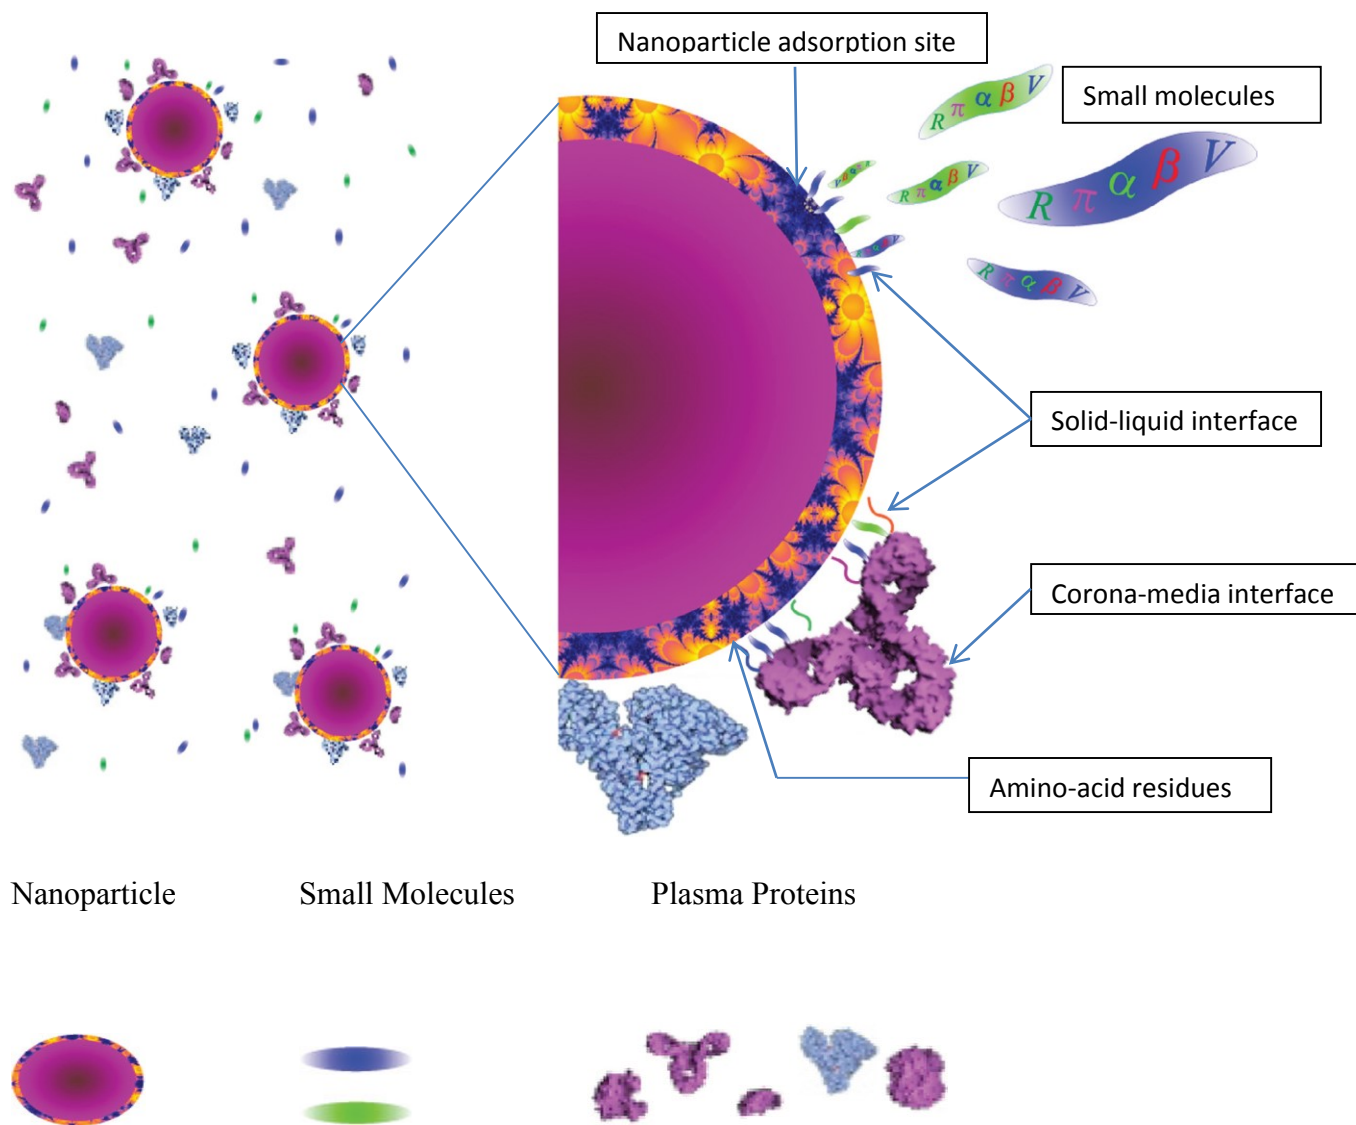 Nanoparticle adsorption site
Small molecules
R π α β V
R π α β V
R π α β V
R π α β V
Solid-liquid interface
Corona-media interface
Amino-acid residues
Nanoparticle Small Molecules Plasma Proteins